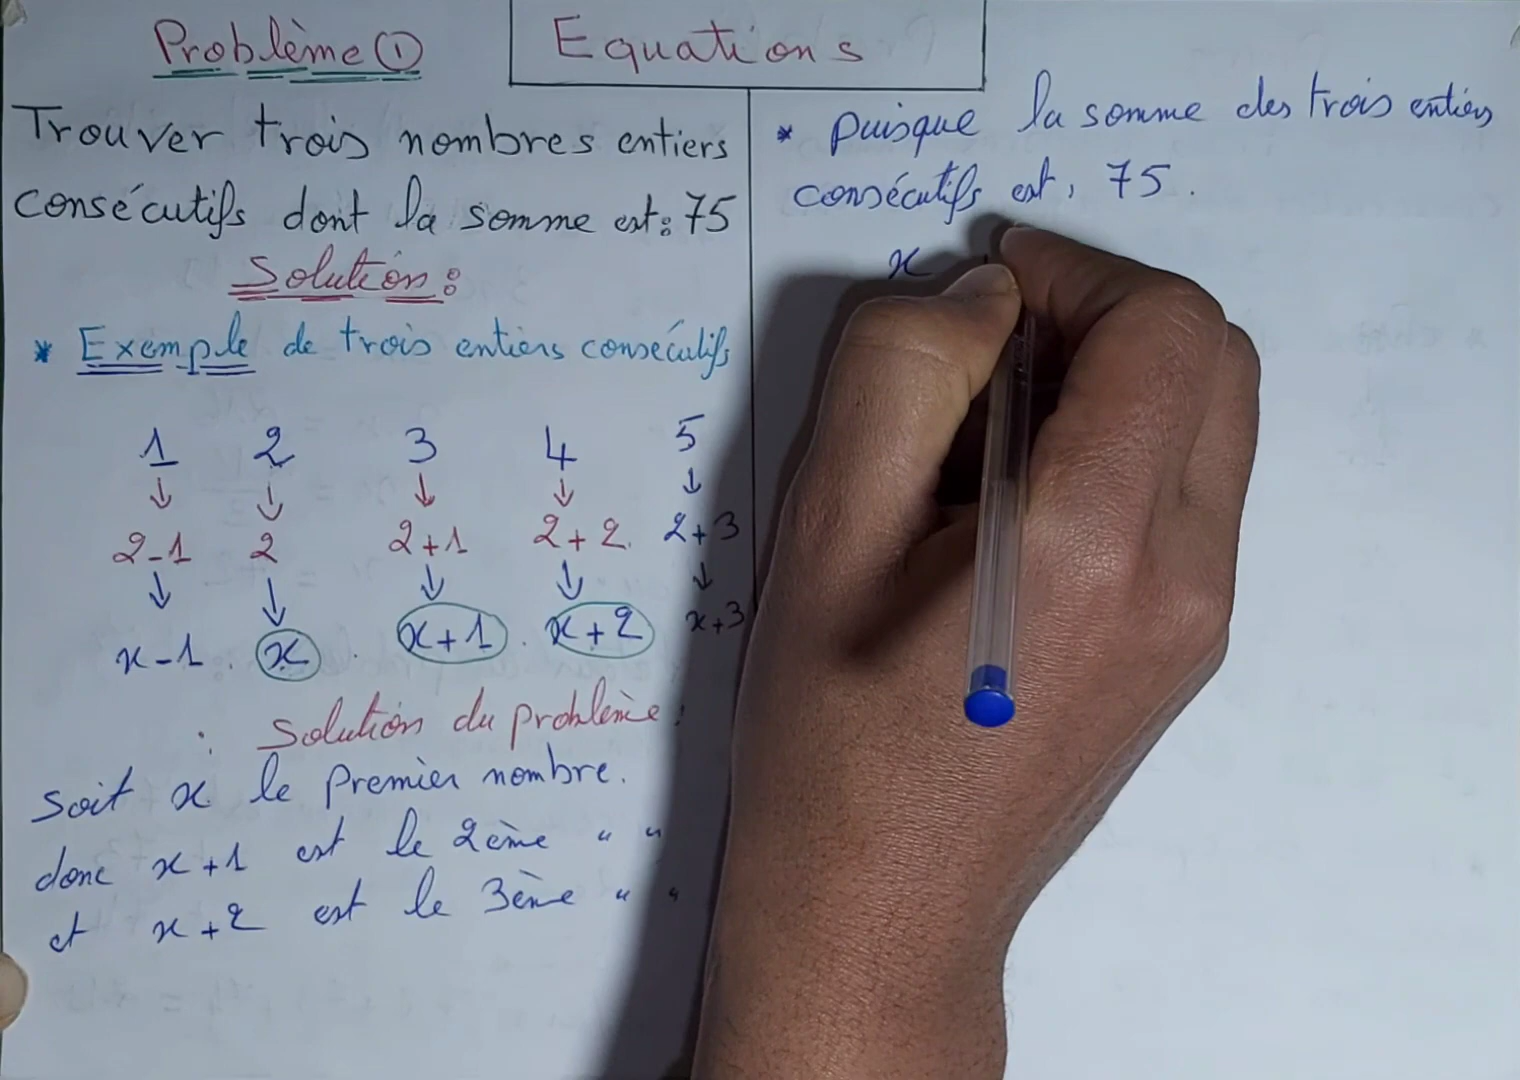 Problème ①
Equations
Trouver trois nombres entiers
consécutifs dont la somme est: 75
Solution:
* Exemple de trois entiers consécutifs
1 2 3 4 5
↓ ↓ ↓ ↓ ↓
2-1 2 2+1 2+2. 2+3
↓ ↓ ↓ ↓ ↓
x-1 . x . x+1 . x+2 x+3
: Solution du problème:
Soit x le premier nombre.
donc x+1 est le 2ème " "
et x+2 est le 3ème " "
* puisque la somme des trois entiers
consécutifs est, 75.
x